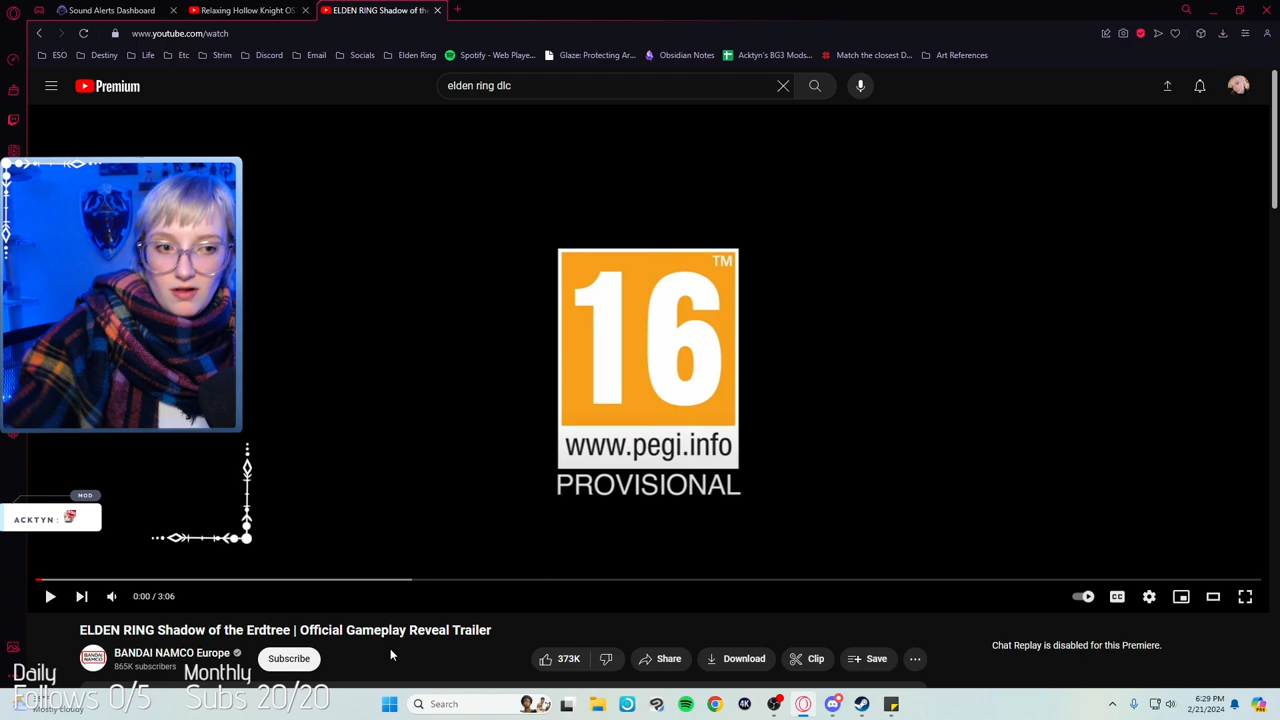 Sound Alerts Dashboard
Relaxing Hollow Knight OS
ELDEN RING Shadow of the
www.youtube.com/watch
ESO
Destiny
Life
Etc
Strim
Discord
Email
Socials
Elden Ring
Spotify - Web Playe...
Glaze: Protecting Ar...
Obsidian Notes
Acktyn's BG3 Mods...
Match the closest D...
Art References
Premium
elden ring dlc
16
TM
www.pegi.info
PROVISIONAL
MOD
ACKTYN :
0:00 / 3:06
CC
ELDEN RING Shadow of the Erdtree | Official Gameplay Reveal Trailer
BANDAI NAMCO Europe
865K subscribers
Subscribe
373K
Share
Download
Clip
Save
Chat Replay is disabled for this Premiere.
Daily
Follows 0/5
Monthly
Subs 20/20
Mostly cloudy
Search
4K
6:29 PM
2/21/2024